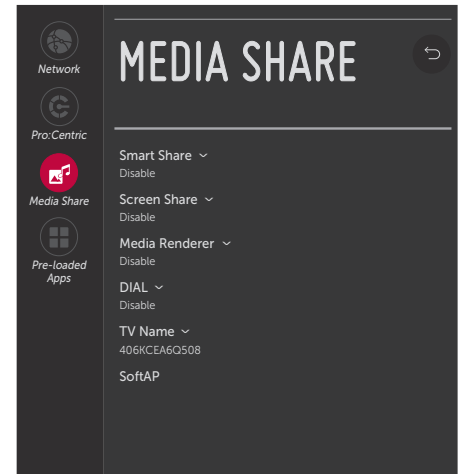 Network
Pro:Centric
Media Share
Pre-loaded
Apps
MEDIA SHARE
Smart Share
Disable
Screen Share
Disable
Media Renderer
Disable
DIAL
Disable
TV Name
406KCEA6Q508
SoftAP